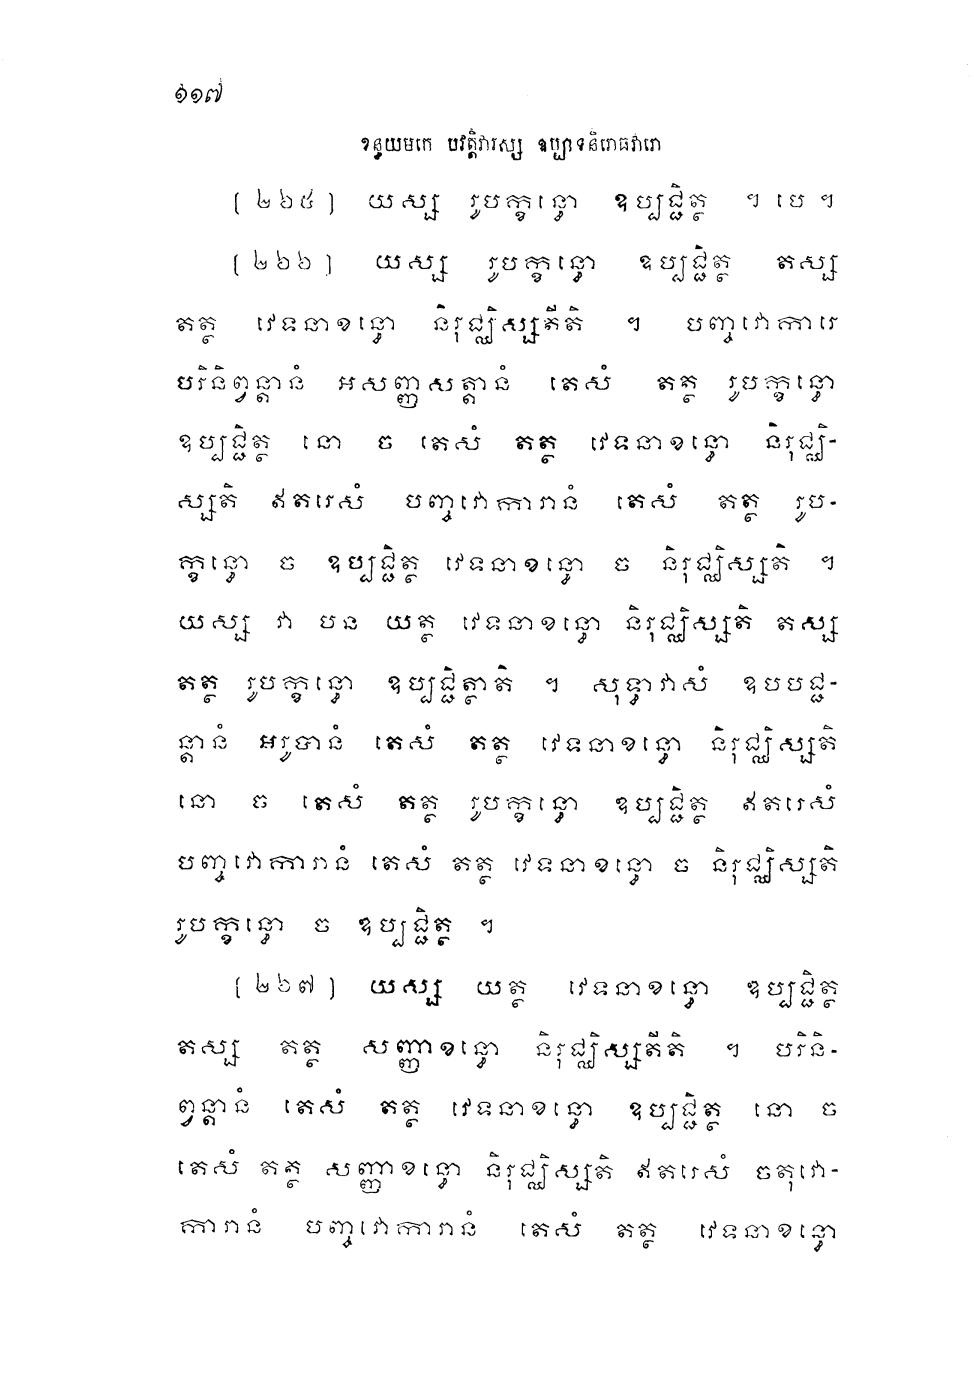 ១១៧
ខន្ធយមកេ បវត្តិវារស្ស ឧប្បាទនិរោធវារោ
[ ២៦៥ ] យស្ស រូបក្ខន្ធោ ឧប្បជ្ជិត្ថ ។ បេ ។
[ ២៦៦ ] យស្ស រូបក្ខន្ធោ ឧប្បជ្ជិត្ថ តស្ស
តត្ថ វេទនាខន្ធោ និរុជ្ឈិស្សតីតិ ។ បញ្ចវោការេ
បរិនិព្វន្តានំ អសញ្ញសត្តានំ តេសំ តត្ថ រូបក្ខន្ធោ
ឧប្បជ្ជិត្ថ នោ ច តេសំ តត្ថ វេទនាខន្ធោ និរុជ្ឈិ-
ស្សតិ ឥតរេសំ បញ្ចវោការានំ តេសំ តត្ថ រូប-
ក្ខន្ធោ ច ឧប្បជ្ជិត្ថ វេទនាខន្ធោ ច និរុជ្ឈិស្សតិ ។
យស្ស វា បន យត្ថ វេទនាខន្ធោ និរុជ្ឈិស្សតិ តស្ស
តត្ថ រូបក្ខន្ធោ ឧប្បជ្ជិត្ថាតិ ។ សុទ្ធាវាសំ ឧបបជ្ជ-
ន្តានំ អរូបានំ តេសំ តត្ថ វេទនាខន្ធោ និរុជ្ឈិស្សតិ
នោ ច តេសំ តត្ថ រូបក្ខន្ធោ ឧប្បជ្ជិត្ថ ឥតរេសំ
បញ្ចវោការានំ តេសំ តត្ថ វេទនាខន្ធោ ច និរុជ្ឈិស្សតិ
រូបក្ខន្ធោ ច ឧប្បជ្ជិត្ថ ។
[ ២៦៧ ] យស្ស យត្ថ វេទនាខន្ធោ ឧប្បជ្ជិត្ថ
តស្ស តត្ថ សញ្ញាខន្ធោ និរុជ្ឈិស្សតីតិ ។ បរិនិ-
ព្វន្តានំ តេសំ តត្ថ វេទនាខន្ធោ ឧប្បជ្ជិត្ថ នោ ច
តេសំ តត្ថ សញ្ញាខន្ធោ និរុជ្ឈិស្សតិ ឥតរេសំ ចតុវោ-
ការានំ បញ្ចវោការានំ តេសំ តត្ថ វេទនាខន្ធោ